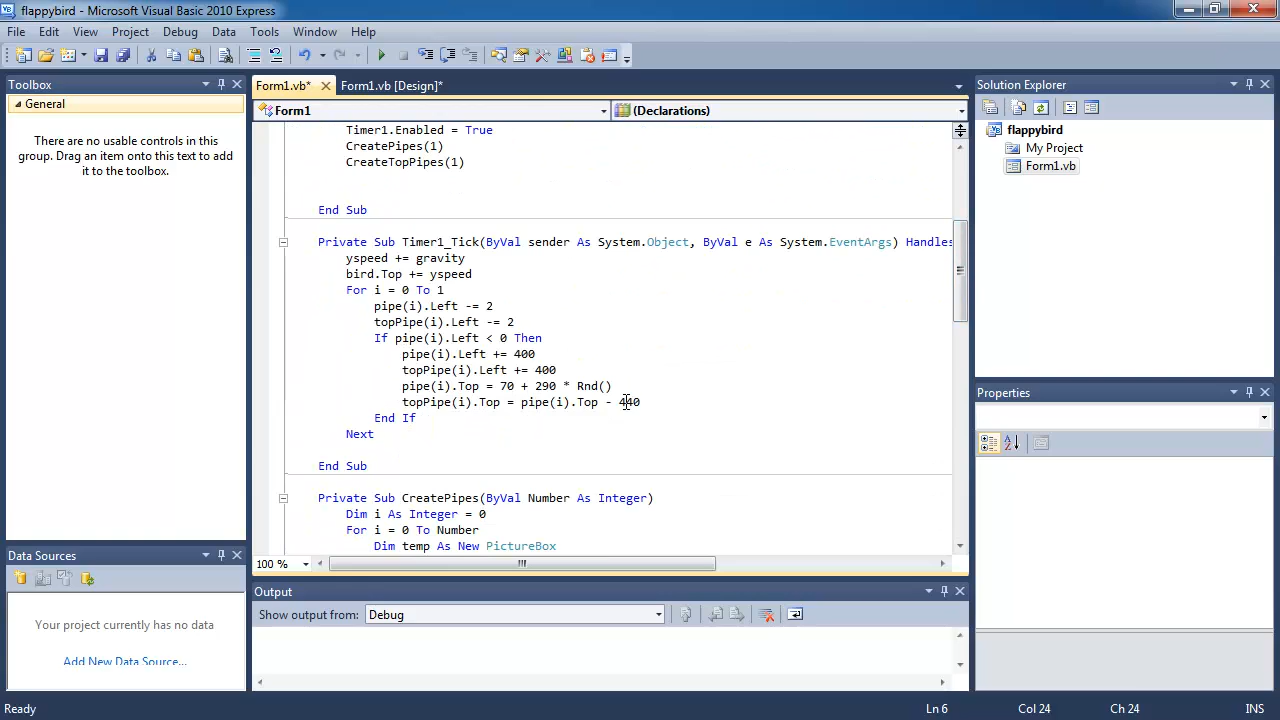 flappybird - Microsoft Visual Basic 2010 Express
File Edit View Project Debug Data Tools Window Help
Toolbox
General
There are no usable controls in this
group. Drag an item onto this text to add
it to the toolbox.
Data Sources
Your project currently has no data
Add New Data Source...
Form1.vb* Form1.vb [Design]*
Form1 (Declarations)
Timer1.Enabled = True
CreatePipes(1)
CreateTopPipes(1)
End Sub
Private Sub Timer1_Tick(ByVal sender As System.Object, ByVal e As System.EventArgs) Handles
yspeed += gravity
bird.Top += yspeed
For i = 0 To 1
pipe(i).Left -= 2
topPipe(i).Left -= 2
If pipe(i).Left < 0 Then
pipe(i).Left += 400
topPipe(i).Left += 400
pipe(i).Top = 70 + 290 * Rnd()
topPipe(i).Top = pipe(i).Top - 440
End If
Next
End Sub
Private Sub CreatePipes(ByVal Number As Integer)
Dim i As Integer = 0
For i = 0 To Number
Dim temp As New PictureBox
100 %
Output
Show output from: Debug
Solution Explorer
flappybird
My Project
Form1.vb
Properties
Ready Ln 6 Col 24 Ch 24 INS